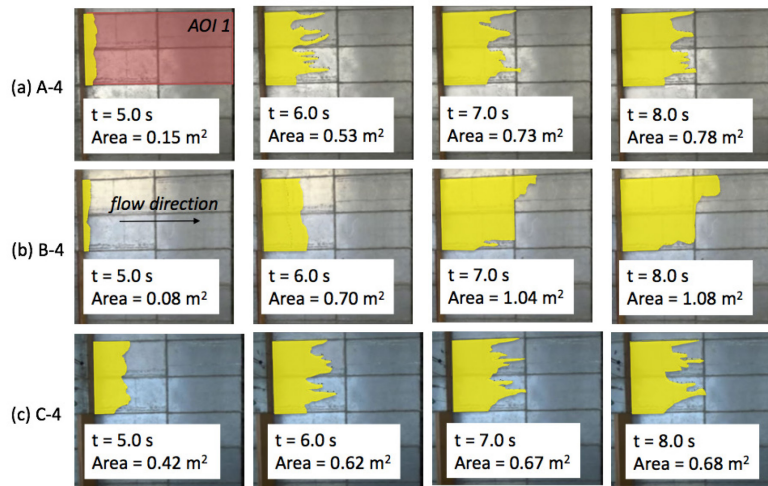 AOI 1
(a) A-4
t = 5.0 s
Area = 0.15 m²
t = 6.0 s
Area = 0.53 m²
t = 7.0 s
Area = 0.73 m²
t = 8.0 s
Area = 0.78 m²
flow direction
(b) B-4
t = 5.0 s
Area = 0.08 m²
t = 6.0 s
Area = 0.70 m²
t = 7.0 s
Area = 1.04 m²
t = 8.0 s
Area = 1.08 m²
(c) C-4
t = 5.0 s
Area = 0.42 m²
t = 6.0 s
Area = 0.62 m²
t = 7.0 s
Area = 0.67 m²
t = 8.0 s
Area = 0.68 m²